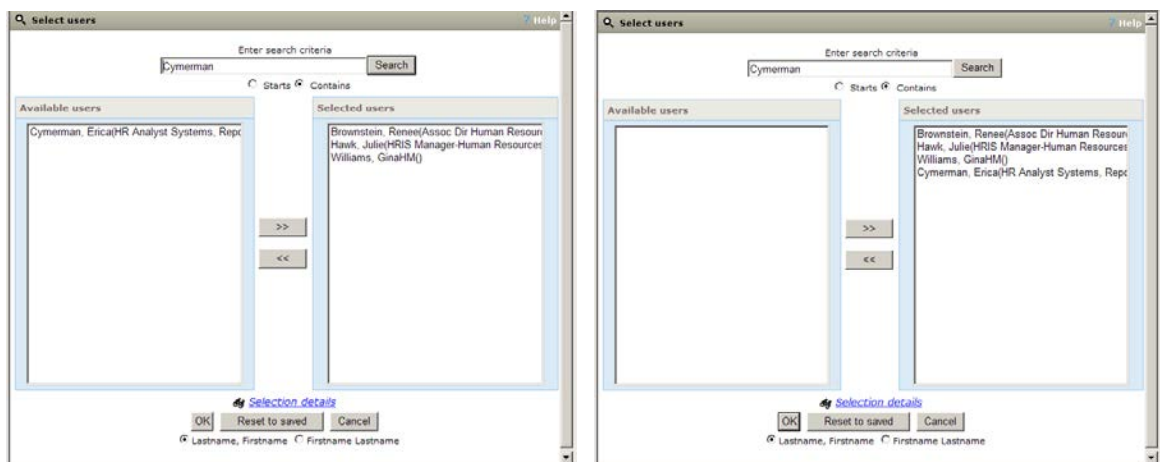 Select users ? Help
Enter search criteria
Cymerman Search
Starts Contains
Available users Selected users
Cymerman, Erica(HR Analyst Systems, Repo
Brownstein, Renee(Assoc Dir Human Resour
Hawk, Julie(HRIS Manager-Human Resources
Williams, GinaHM()
>>
<<
Selection details
OK Reset to saved Cancel
Lastname, Firstname Firstname Lastname
Select users ? Help
Enter search criteria
Cymerman Search
Starts Contains
Available users Selected users
Brownstein, Renee(Assoc Dir Human Resour
Hawk, Julie(HRIS Manager-Human Resources
Williams, GinaHM()
Cymerman, Erica(HR Analyst Systems, Repo
>>
<<
Selection details
OK Reset to saved Cancel
Lastname, Firstname Firstname Lastname